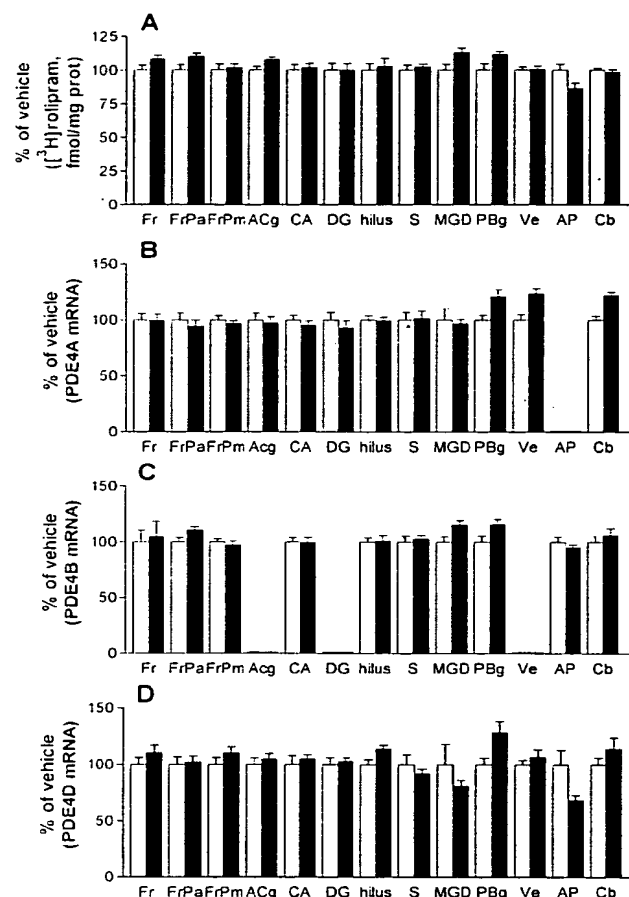 A
% of vehicle
([³H]rolipram,
fmol/mg prot)
125
100
75
50
25
0
Fr FrPa FrPm ACg CA DG hilus S MGD PBg Ve AP Cb
B
% of vehicle
(PDE4A mRNA)
150
100
50
0
Fr FrPa FrPm Acg CA DG hilus S MGD PBg Ve AP Cb
C
% of vehicle
(PDE4B mRNA)
150
100
50
0
Fr FrPa FrPm Acg CA DG hilus S MGD PBg Ve AP Cb
D
% of vehicle
(PDE4D mRNA)
150
100
50
0
Fr FrPa FrPm ACg CA DG hilus S MGD PBg Ve AP Cb